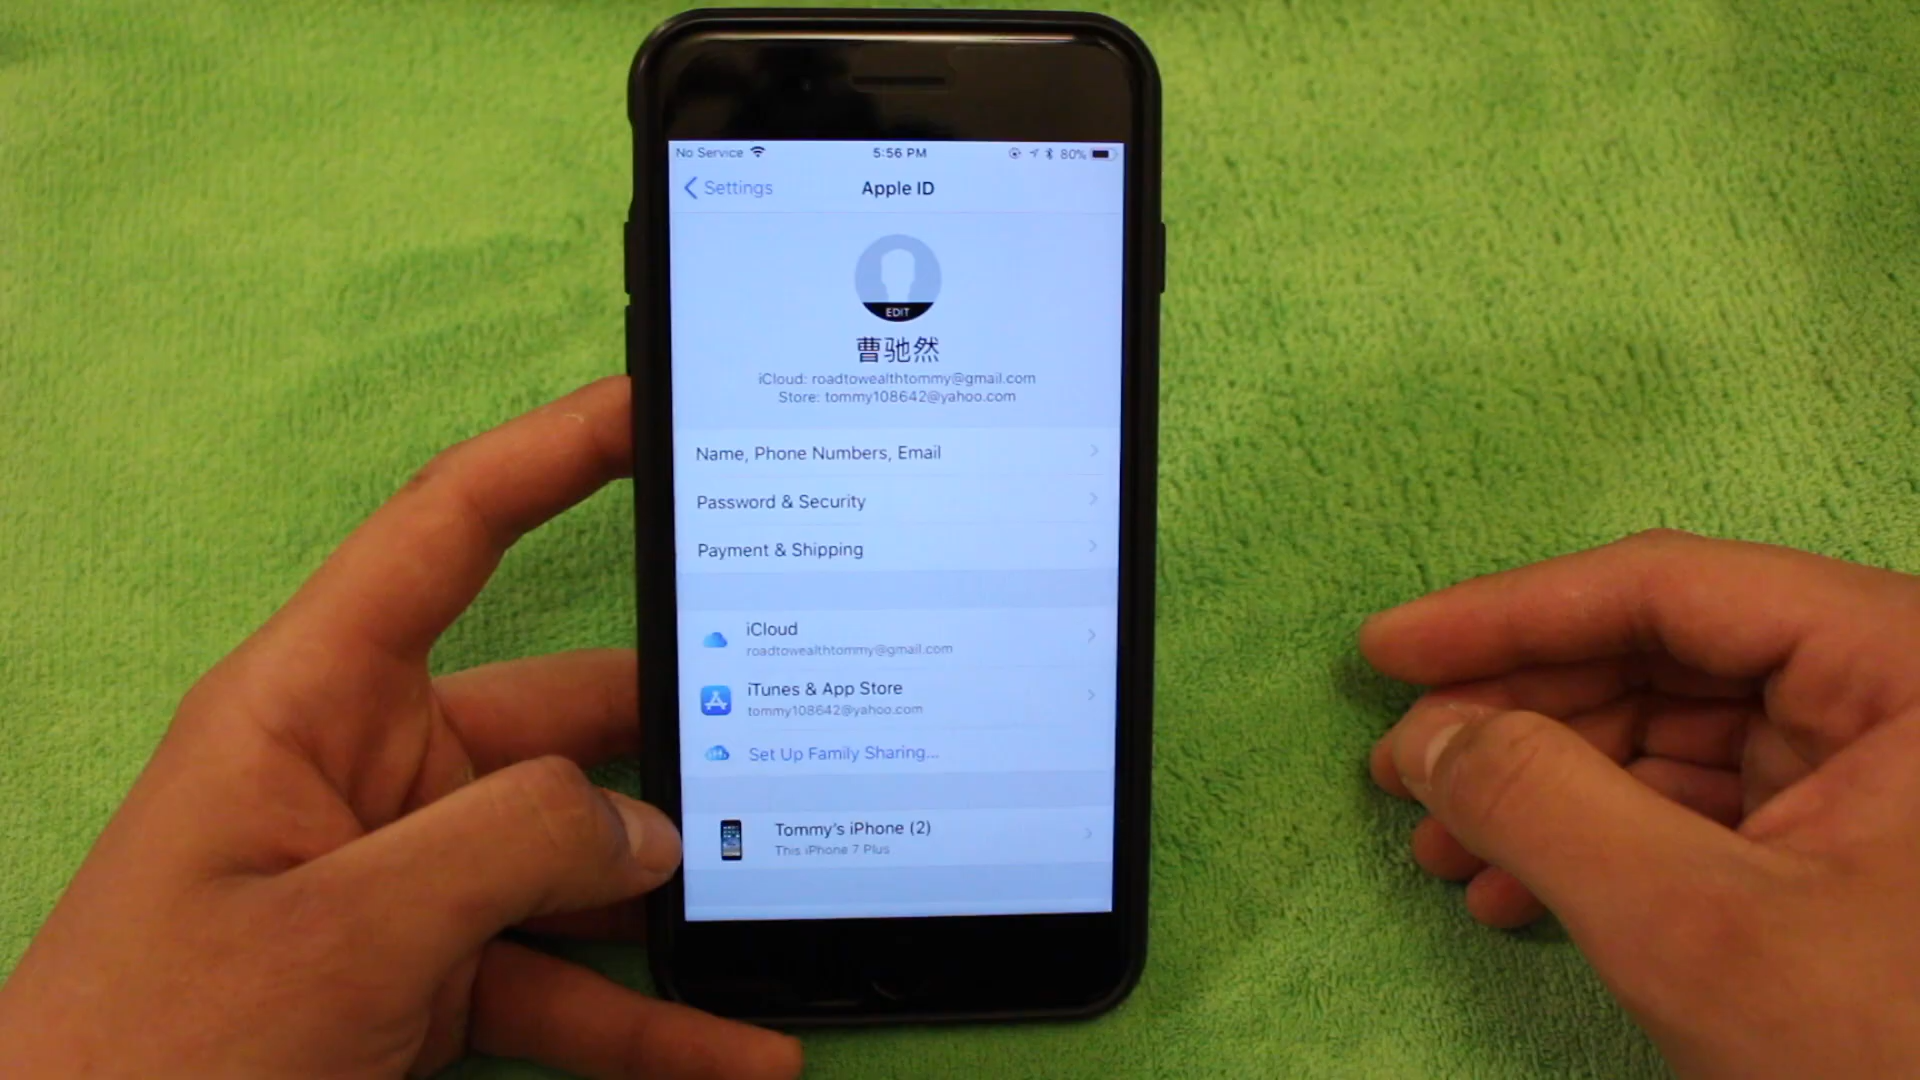 No Service 5:56 PM 80%
Settings Apple ID
EDIT
曹驰然
iCloud: roadtowealthtommy@gmail.com
Store: tommy108642@yahoo.com
Name, Phone Numbers, Email
Password & Security
Payment & Shipping
iCloud
roadtowealthtommy@gmail.com
iTunes & App Store
tommy108642@yahoo.com
Set Up Family Sharing...
Tommy's iPhone (2)
This iPhone 7 Plus